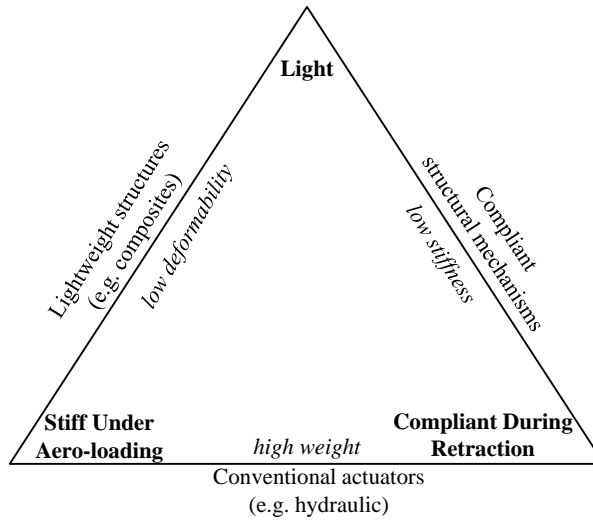 Light
Lightweight structures
(e.g. composites)
low deformability
Compliant
structural mechanisms
low stiffness
Stiff Under
Aero-loading
Compliant During
Retraction
high weight
Conventional actuators
(e.g. hydraulic)